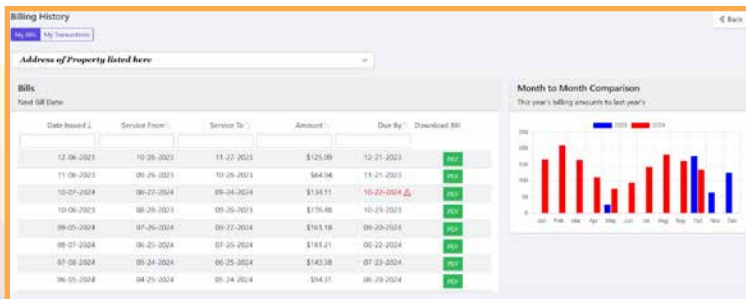 Billing History
Back
My Bills My Transactions
Address of Property listed here
Bills
Next Bill Date:
Date Issued Service From Service To Amount Due By Download Bill
12-06-2023 10-26-2023 11-27-2023 $125.09 12-21-2023 PDF
11-06-2023 09-26-2023 10-26-2023 $64.04 11-21-2023 PDF
10-07-2024 08-27-2024 09-24-2024 $134.11 10-22-2024 PDF
10-06-2023 08-28-2023 09-26-2023 $176.48 10-23-2023 PDF
09-05-2024 07-26-2024 08-27-2024 $163.18 09-20-2024 PDF
08-07-2024 06-25-2024 07-26-2024 $181.21 08-22-2024 PDF
07-08-2024 05-24-2024 06-25-2024 $142.38 07-23-2024 PDF
06-05-2024 04-25-2024 05-24-2024 $94.31 06-20-2024 PDF
Month to Month Comparison
This year's billing amounts to last year's
2023 2024
250
200
150
100
50
0
Jan Feb Mar Apr May Jun Jul Aug Sep Oct Nov Dec